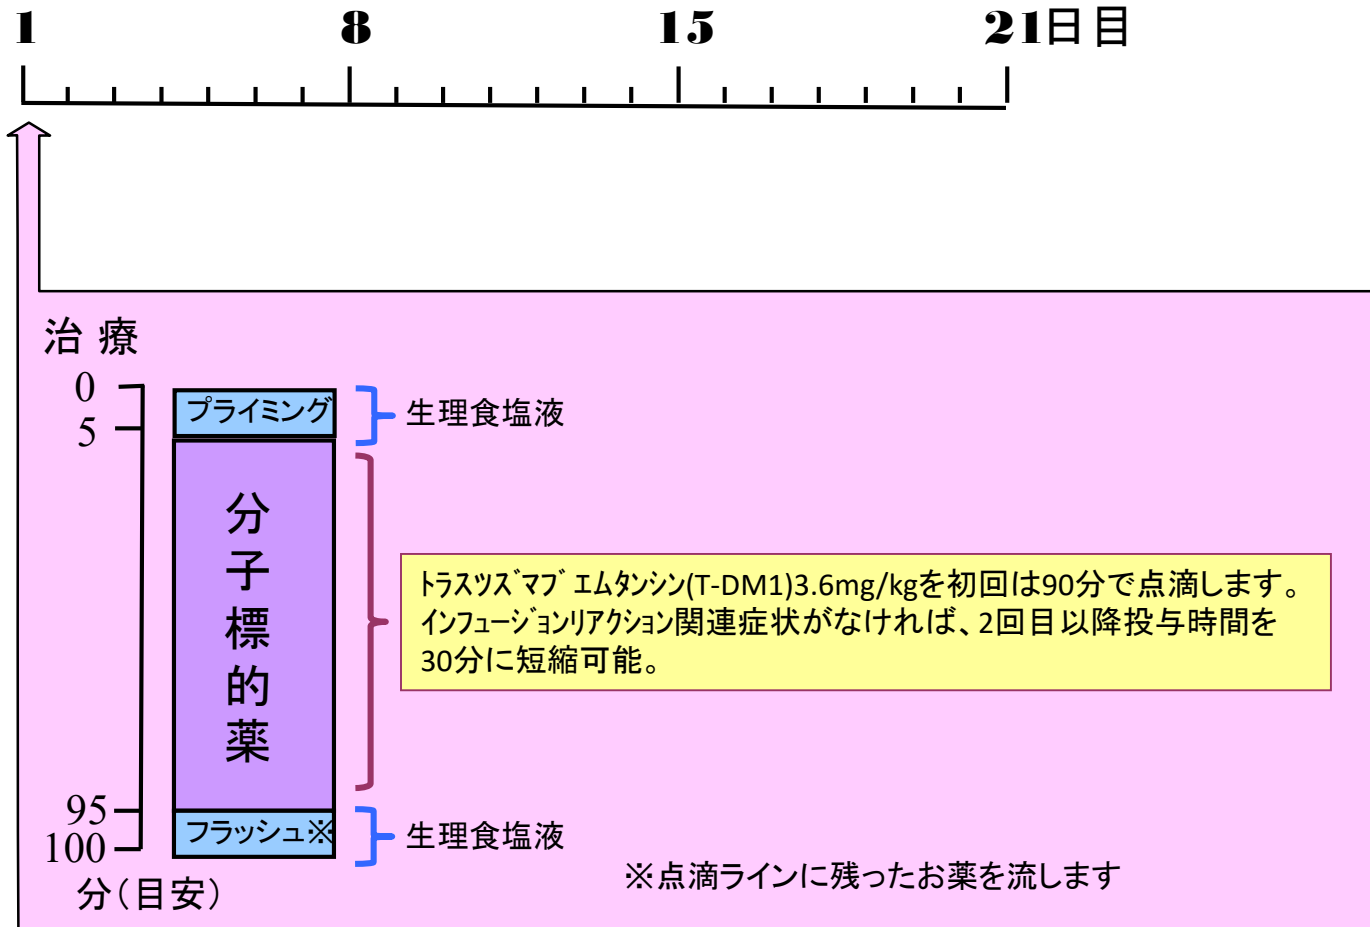 1 8 15 21日目
治 療
0
プライミング
生理食塩液
5
分子標的薬
トラスツズマブ エムタンシン(T-DM1)3.6mg/kgを初回は90分で点滴します。
インフュージョンリアクション関連症状がなければ、2回目以降投与時間を
30分に短縮可能。
95
フラッシュ※
生理食塩液
100
※点滴ラインに残ったお薬を流します
分(目安)